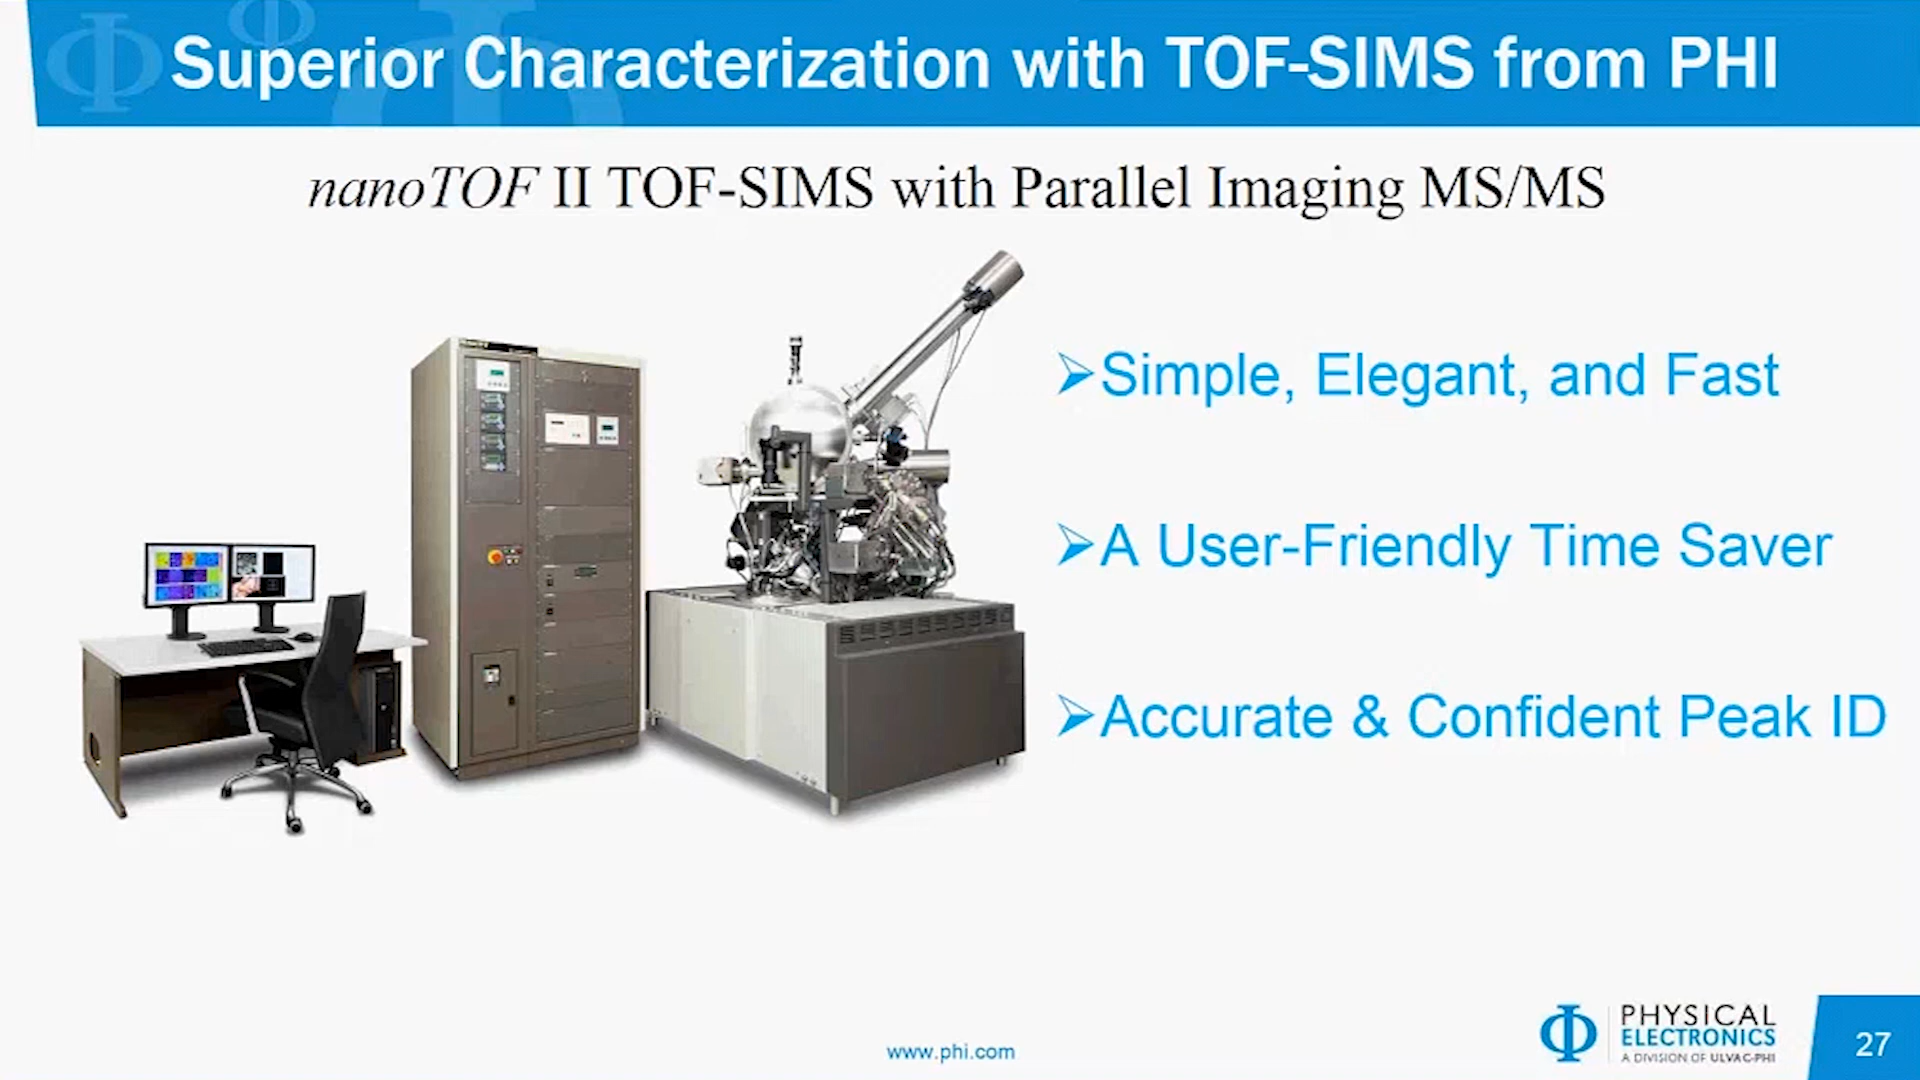 Superior Characterization with TOF-SIMS from PHI
nanoTOF II TOF-SIMS with Parallel Imaging MS/MS
➢Simple, Elegant, and Fast
➢A User-Friendly Time Saver
➢Accurate & Confident Peak ID
www.phi.com
PHYSICAL
ELECTRONICS
A DIVISION OF ULVAC-PHI
27